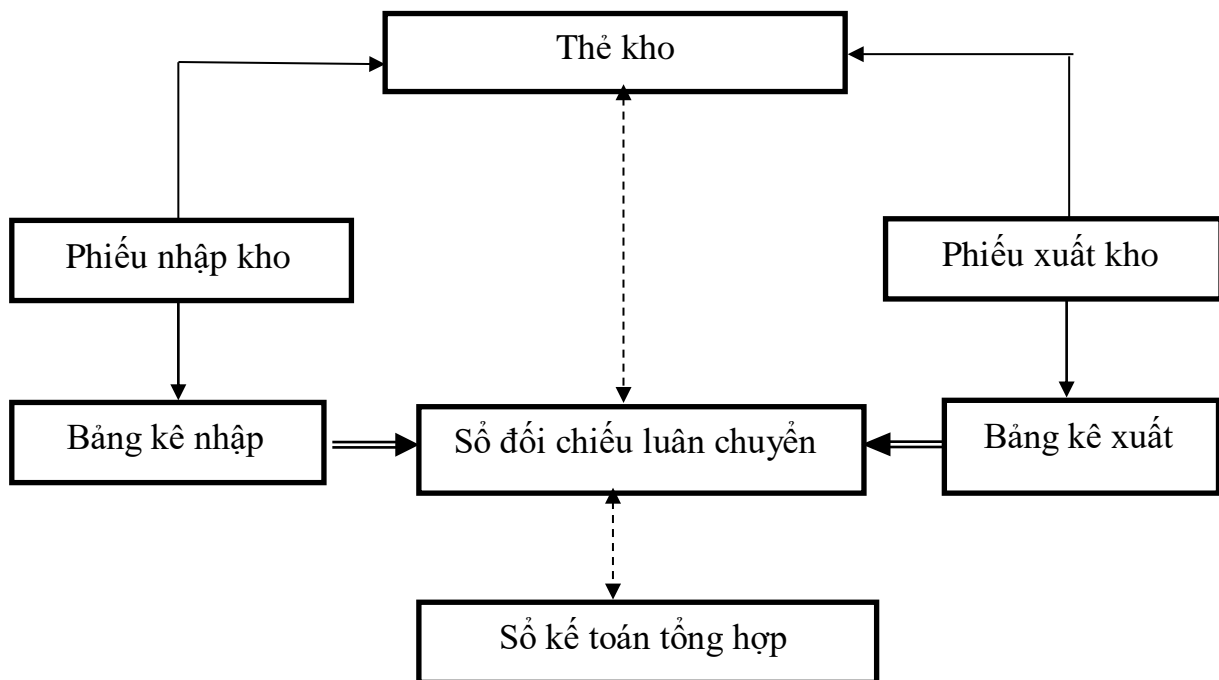 Thẻ kho
Phiếu nhập kho
Phiếu xuất kho
Bảng kê nhập
Sổ đối chiếu luân chuyển
Bảng kê xuất
Sổ kế toán tổng hợp